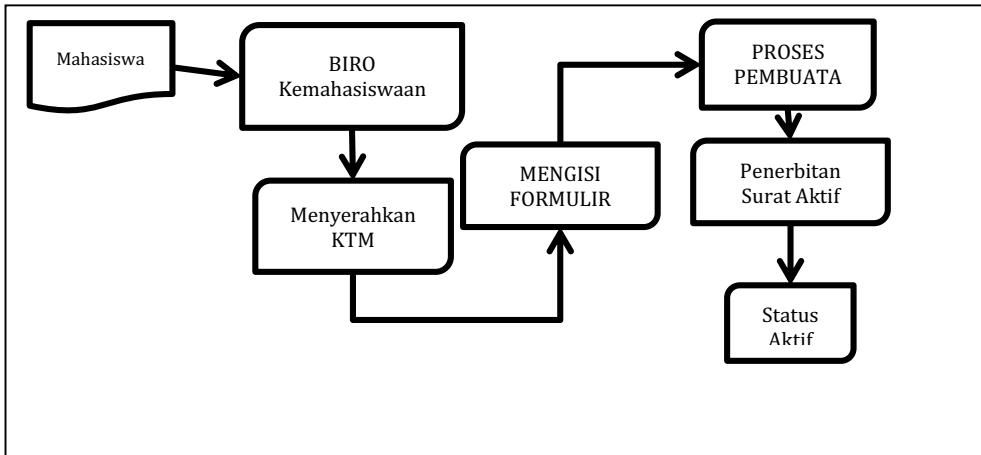 Mahasiswa
BIRO
Kemahasiswaan
Menyerahkan
KTM
MENGISI
FORMULIR
PROSES
PEMBUATA
Penerbitan
Surat Aktif
Status
Aktif